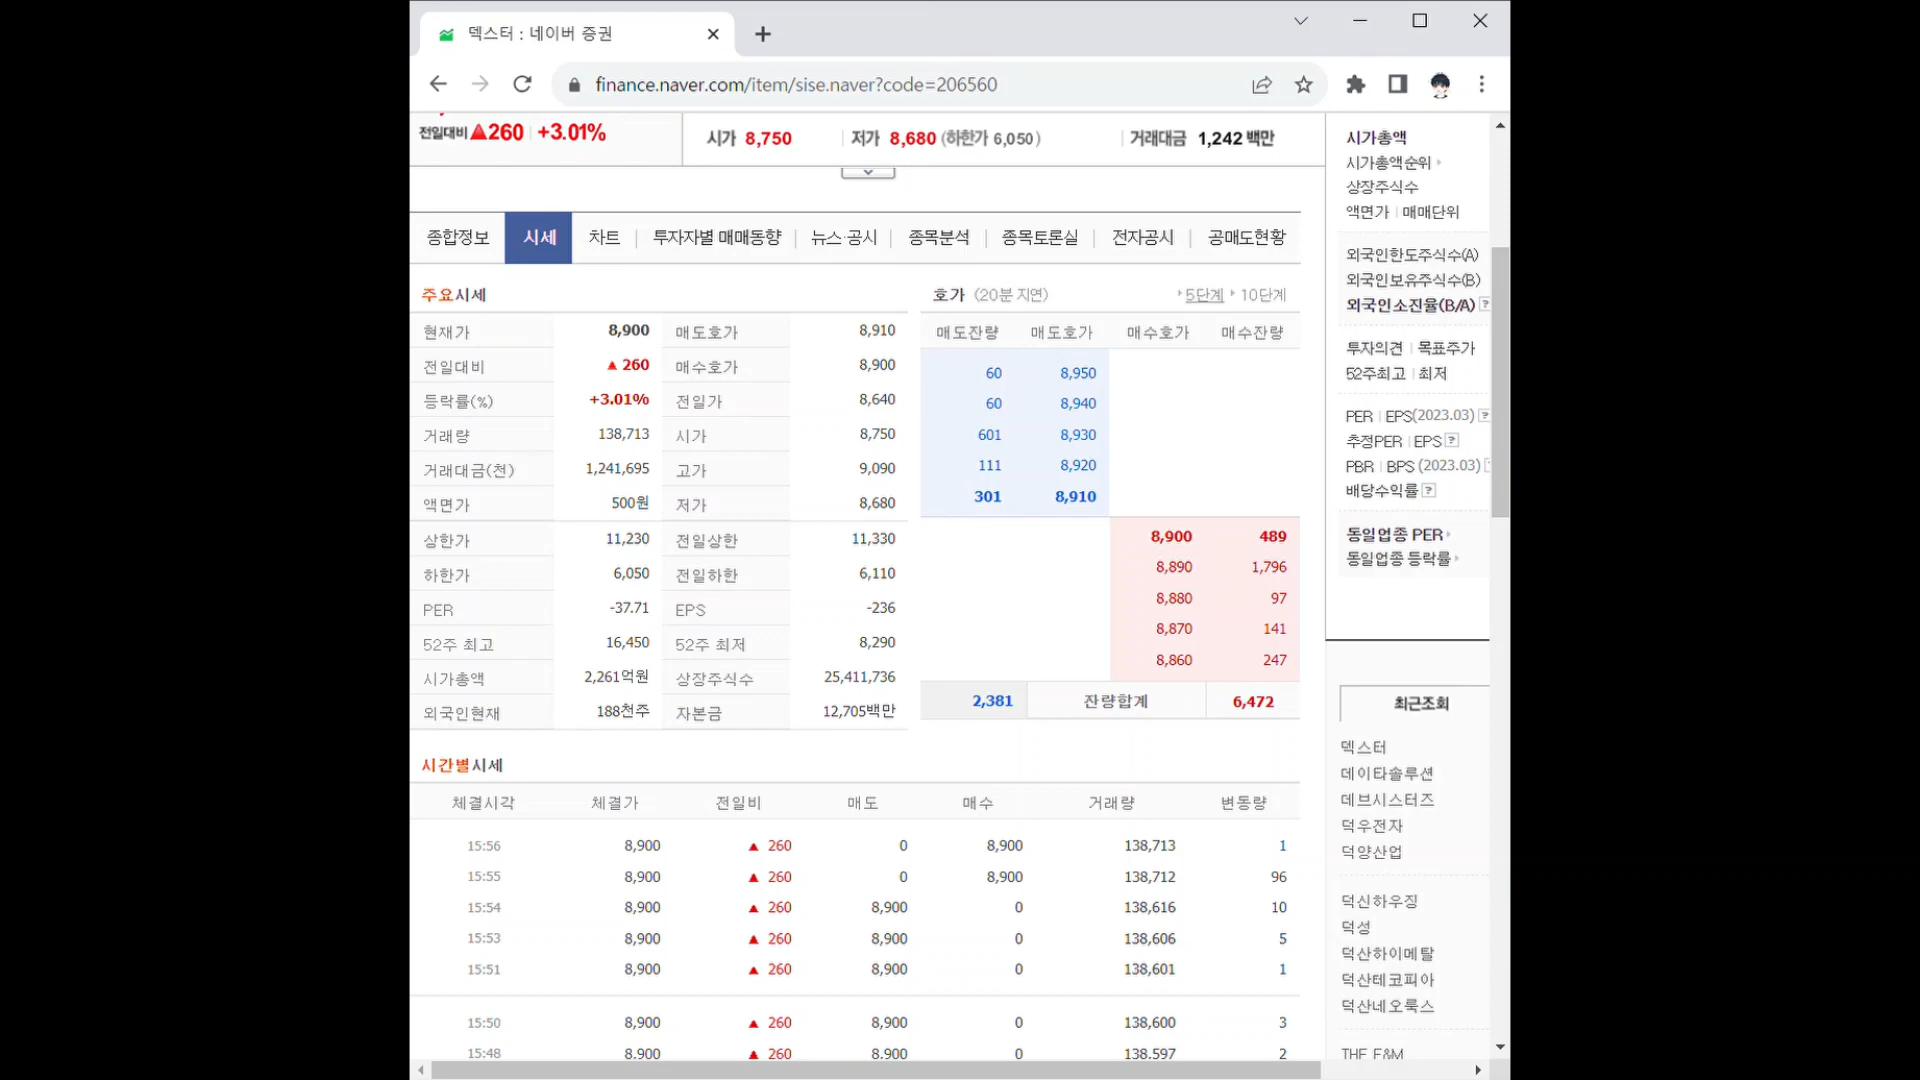 덱스터 : 네이버 증권
finance.naver.com/item/sise.naver?code=206560
전일대비 ▲260 +3.01%
시가 8,750 저가 8,680 (하한가 6,050) 거래대금 1,242 백만
종합정보 시세 차트 투자자별 매매동향 뉴스·공시 종목분석 종목토론실 전자공시 공매도현황
주요시세
현재가 8,900 매도호가 8,910
전일대비 ▲ 260 매수호가 8,900
등락률(%) +3.01% 전일가 8,640
거래량 138,713 시가 8,750
거래대금(천) 1,241,695 고가 9,090
액면가 500원 저가 8,680
상한가 11,230 전일상한 11,330
하한가 6,050 전일하한 6,110
PER -37.71 EPS -236
52주 최고 16,450 52주 최저 8,290
시가총액 2,261억원 상장주식수 25,411,736
외국인현재 188천주 자본금 12,705백만
호가 (20분 지연) 5단계 10단계
매도잔량 매도호가 매수호가 매수잔량
60 8,950
60 8,940
601 8,930
111 8,920
301 8,910
8,900 489
8,890 1,796
8,880 97
8,870 141
8,860 247
2,381 잔량합계 6,472
시간별시세
체결시각 체결가 전일비 매도 매수 거래량 변동량
15:56 8,900 ▲ 260 0 8,900 138,713 1
15:55 8,900 ▲ 260 0 8,900 138,712 96
15:54 8,900 ▲ 260 8,900 0 138,616 10
15:53 8,900 ▲ 260 8,900 0 138,606 5
15:51 8,900 ▲ 260 8,900 0 138,601 1
15:50 8,900 ▲ 260 8,900 0 138,600 3
15:48 8,900 ▲ 260 8,900 0 138,597 2
시가총액
시가총액순위
상장주식수
액면가 | 매매단위
외국인한도주식수(A)
외국인보유주식수(B)
외국인소진율(B/A) ?
투자의견 | 목표주가
52주최고 | 최저
PER | EPS(2023.03) ?
추정PER | EPS ?
PBR | BPS (2023.03)
배당수익률 ?
동일업종 PER
동일업종 등락률
최근조회
덱스터
데이타솔루션
데브시스터즈
덕우전자
덕양산업
덕신하우징
덕성
덕산하이메탈
덕산테코피아
덕산네오룩스
THE E&M